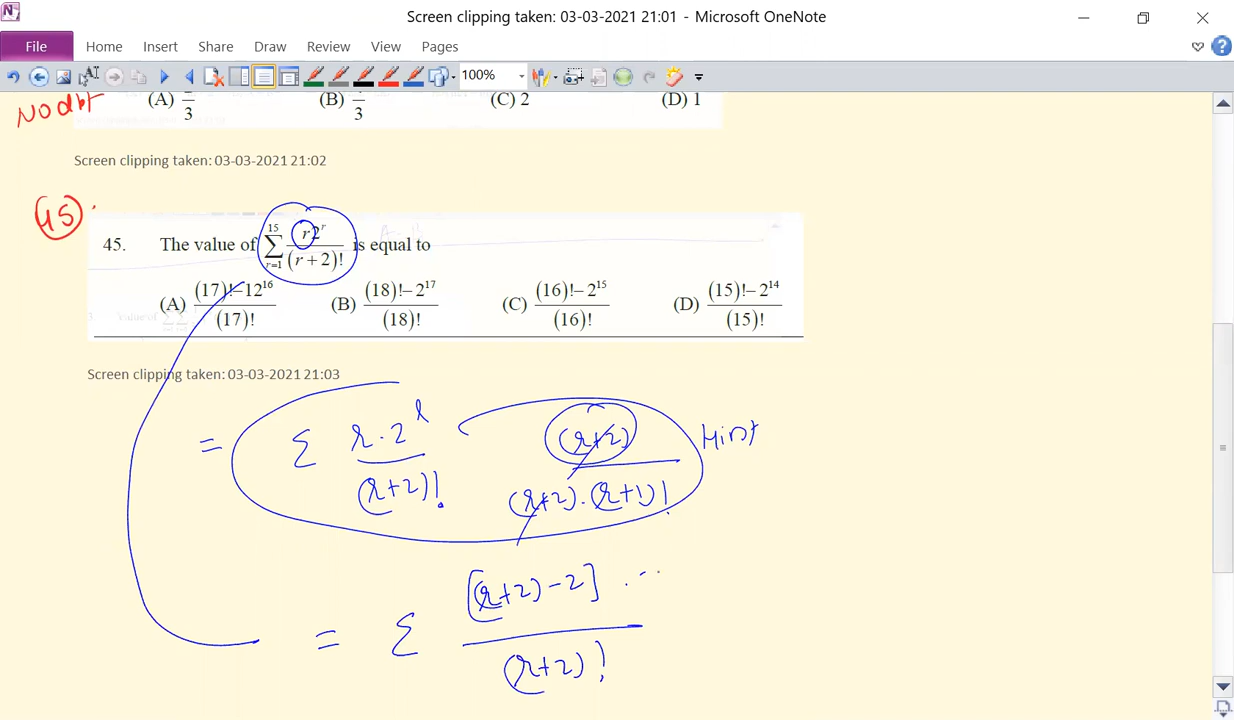 Screen clipping taken: 03-03-2021 21:01 - Microsoft OneNote
File Home Insert Share Draw Review View Pages
100%
NO dbt
(A) /3 (B) /3 (C) 2 (D) 1
Screen clipping taken: 03-03-2021 21:02
45.
45. The value of ∑_{r=1}^{15} r2^r/(r+2)! is equal to
(A) ((17)!–12^16)/(17)! (B) ((18)!–2^17)/(18)! (C) ((16)!–2^15)/(16)! (D) ((15)!–2^14)/(15)!
Screen clipping taken: 03-03-2021 21:03
= Σ r·2^r/(r+2)! (r+2)/(r+2)·(r+1)! Hint
= Σ [(r+2)–2] .../(r+2)!